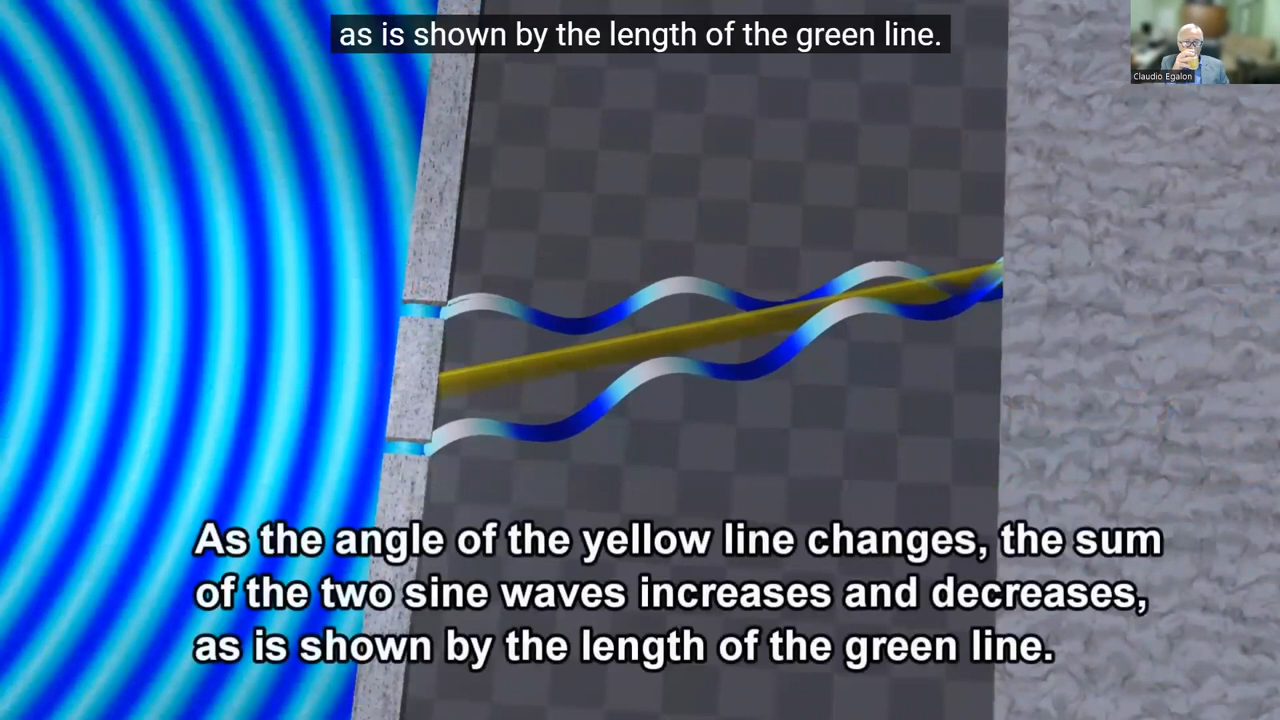 as is shown by the length of the green line.
Claudio Egalon
As the angle of the yellow line changes, the sum
of the two sine waves increases and decreases,
as is shown by the length of the green line.